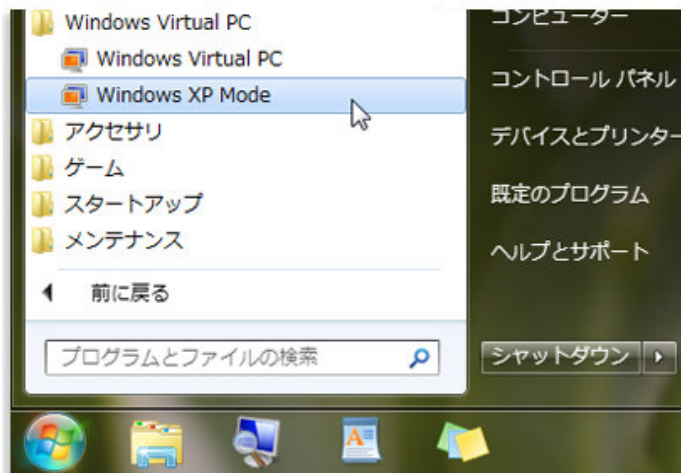 Windows Virtual PC
Windows Virtual PC
Windows XP Mode
アクセサリ
ゲーム
スタートアップ
メンテナンス
前に戻る
プログラムとファイルの検索
コンピューター
コントロール パネル
デバイスとプリンター
既定のプログラム
ヘルプとサポート
シャットダウン